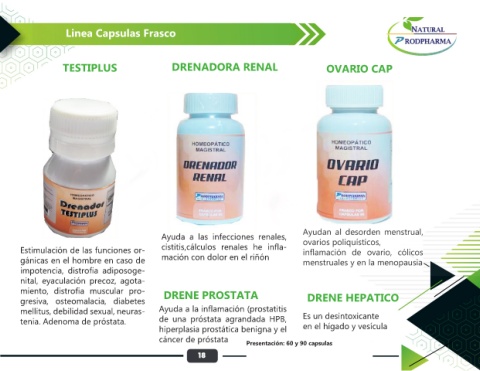 Linea Capsulas Frasco
NATURAL
PRODPHARMA
TESTIPLUS
DRENADORA RENAL
OVARIO CAP
Drenador
TESTIPLUS
HOMEOPÁTICO
MAGISTRAL
DRENADOR
RENAL
HOMEOPÁTICO
MAGISTRAL
OVARIO
CAP
Estimulación de las funciones or-
gánicas en el hombre en caso de
impotencia, distrofia adiposoge-
nital, eyaculación precoz, agota-
miento, distrofia muscular pro-
gresiva, osteomalacia, diabetes
mellitus, debilidad sexual, neuras-
tenia. Adenoma de próstata.
Ayuda a las infecciones renales,
cistitis,cálculos renales he infla-
mación con dolor en el riñón
Ayudan al desorden menstrual,
ovarios poliquísticos,
inflamación de ovario, cólicos
menstruales y en la menopausia
DRENE PROSTATA
Ayuda a la inflamación (prostatitis
de una próstata agrandada HPB,
hiperplasia prostática benigna y el
cáncer de próstata
DRENE HEPATICO
Es un desintoxicante
en el hígado y vesícula
Presentación: 60 y 90 capsulas
18